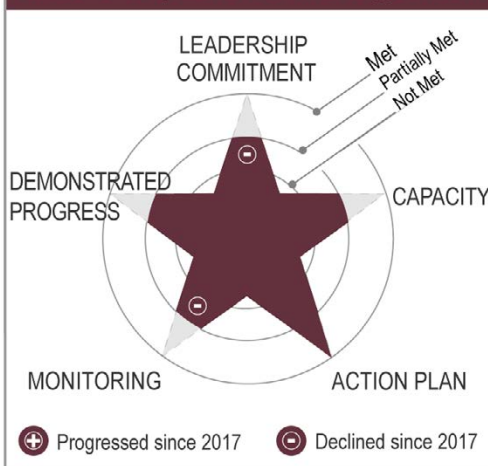 LEADERSHIP
COMMITMENT
Met
Partially Met
Not Met
DEMONSTRATED
PROGRESS
CAPACITY
MONITORING
ACTION PLAN
Progressed since 2017
Declined since 2017